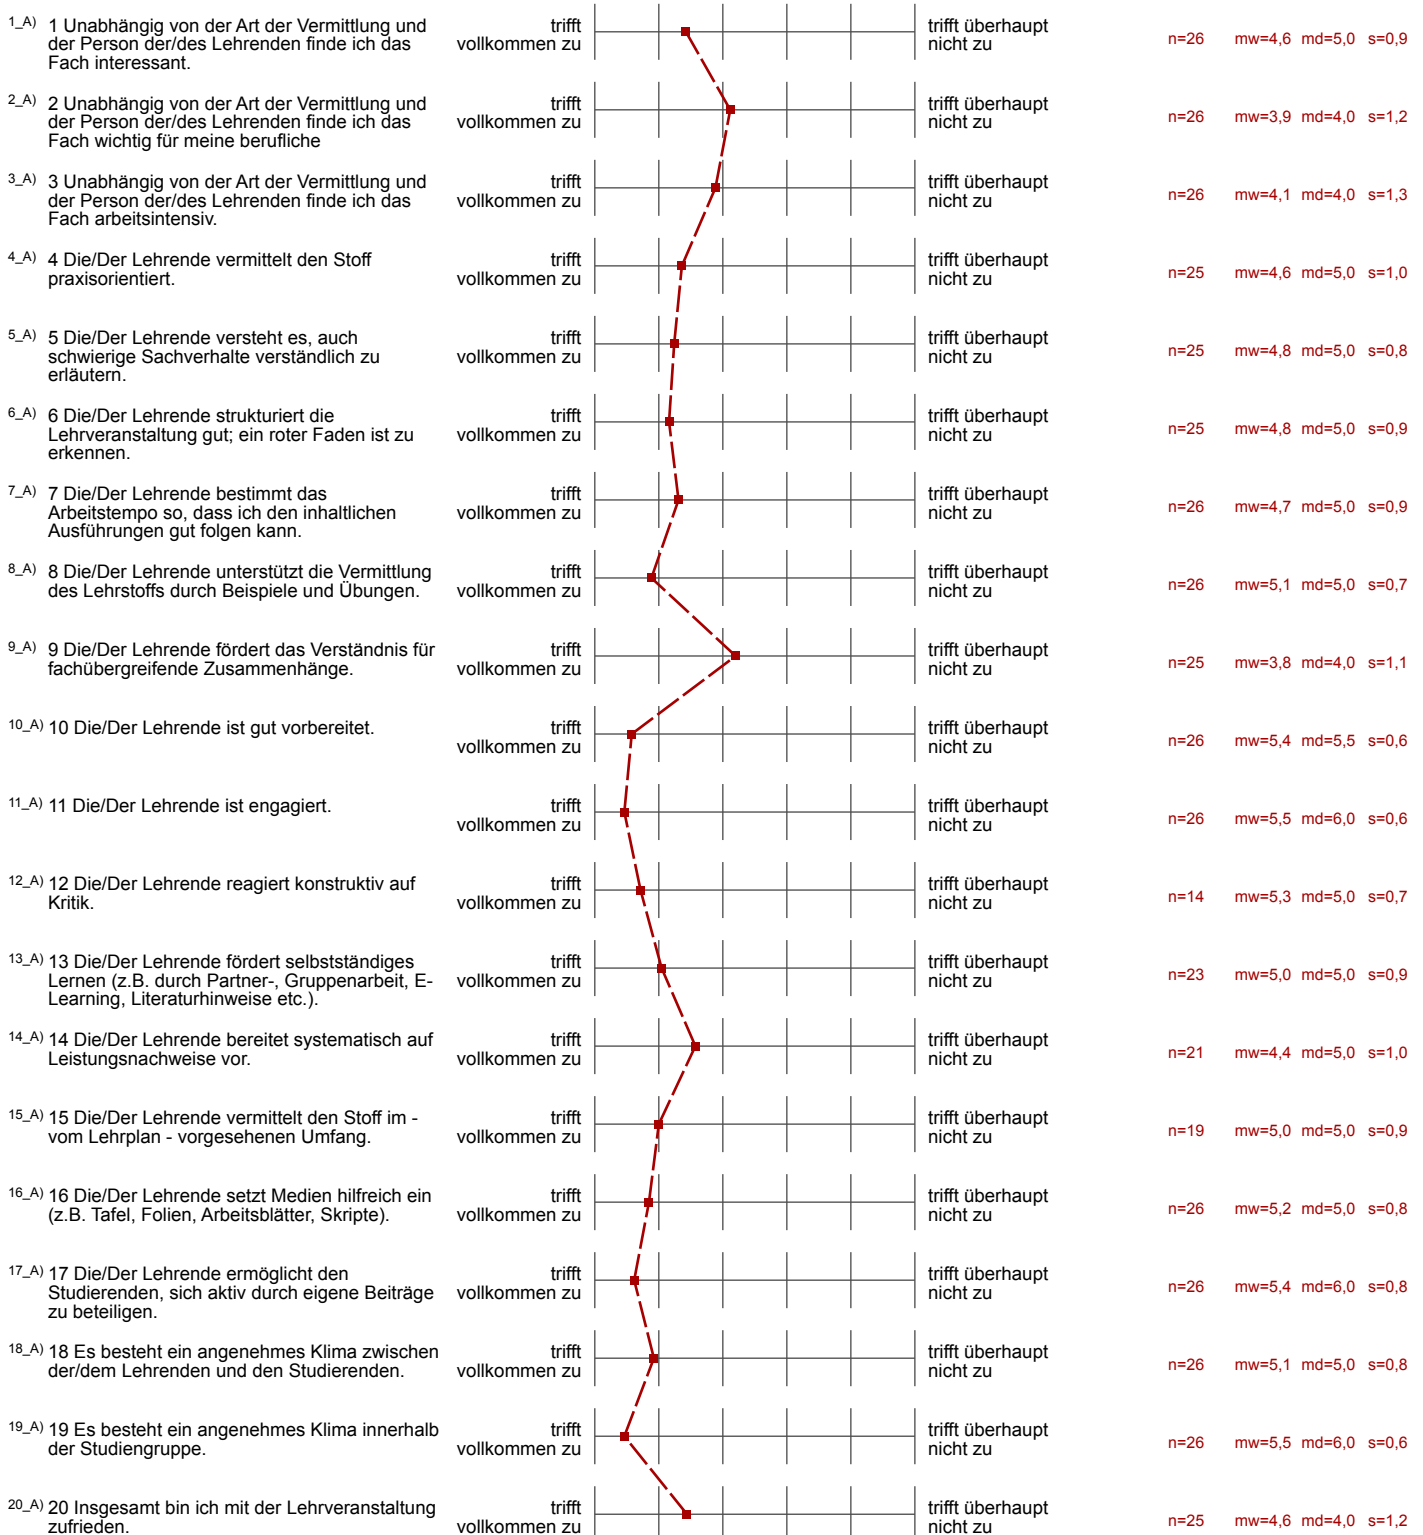 1_A) 1 Unabhängig von der Art der Vermittlung und
der Person der/des Lehrenden finde ich das
Fach interessant.
trifft
vollkommen zu
trifft überhaupt
nicht zu
n=26 mw=4,6 md=5,0 s=0,9
2_A) 2 Unabhängig von der Art der Vermittlung und
der Person der/des Lehrenden finde ich das
Fach wichtig für meine berufliche
trifft
vollkommen zu
trifft überhaupt
nicht zu
n=26 mw=3,9 md=4,0 s=1,2
3_A) 3 Unabhängig von der Art der Vermittlung und
der Person der/des Lehrenden finde ich das
Fach arbeitsintensiv.
trifft
vollkommen zu
trifft überhaupt
nicht zu
n=26 mw=4,1 md=4,0 s=1,3
4_A) 4 Die/Der Lehrende vermittelt den Stoff
praxisorientiert.
trifft
vollkommen zu
trifft überhaupt
nicht zu
n=25 mw=4,6 md=5,0 s=1,0
5_A) 5 Die/Der Lehrende versteht es, auch
schwierige Sachverhalte verständlich zu
erläutern.
trifft
vollkommen zu
trifft überhaupt
nicht zu
n=25 mw=4,8 md=5,0 s=0,8
6_A) 6 Die/Der Lehrende strukturiert die
Lehrveranstaltung gut; ein roter Faden ist zu
erkennen.
trifft
vollkommen zu
trifft überhaupt
nicht zu
n=25 mw=4,8 md=5,0 s=0,9
7_A) 7 Die/Der Lehrende bestimmt das
Arbeitstempo so, dass ich den inhaltlichen
Ausführungen gut folgen kann.
trifft
vollkommen zu
trifft überhaupt
nicht zu
n=26 mw=4,7 md=5,0 s=0,9
8_A) 8 Die/Der Lehrende unterstützt die Vermittlung
des Lehrstoffs durch Beispiele und Übungen.
trifft
vollkommen zu
trifft überhaupt
nicht zu
n=26 mw=5,1 md=5,0 s=0,7
9_A) 9 Die/Der Lehrende fördert das Verständnis für
fachübergreifende Zusammenhänge.
trifft
vollkommen zu
trifft überhaupt
nicht zu
n=25 mw=3,8 md=4,0 s=1,1
10_A) 10 Die/Der Lehrende ist gut vorbereitet.
trifft
vollkommen zu
trifft überhaupt
nicht zu
n=26 mw=5,4 md=5,5 s=0,6
11_A) 11 Die/Der Lehrende ist engagiert.
trifft
vollkommen zu
trifft überhaupt
nicht zu
n=26 mw=5,5 md=6,0 s=0,6
12_A) 12 Die/Der Lehrende reagiert konstruktiv auf
Kritik.
trifft
vollkommen zu
trifft überhaupt
nicht zu
n=14 mw=5,3 md=5,0 s=0,7
13_A) 13 Die/Der Lehrende fördert selbstständiges
Lernen (z.B. durch Partner-, Gruppenarbeit, E-
Learning, Literaturhinweise etc.).
trifft
vollkommen zu
trifft überhaupt
nicht zu
n=23 mw=5,0 md=5,0 s=0,9
14_A) 14 Die/Der Lehrende bereitet systematisch auf
Leistungsnachweise vor.
trifft
vollkommen zu
trifft überhaupt
nicht zu
n=21 mw=4,4 md=5,0 s=1,0
15_A) 15 Die/Der Lehrende vermittelt den Stoff im -
vom Lehrplan - vorgesehenen Umfang.
trifft
vollkommen zu
trifft überhaupt
nicht zu
n=19 mw=5,0 md=5,0 s=0,9
16_A) 16 Die/Der Lehrende setzt Medien hilfreich ein
(z.B. Tafel, Folien, Arbeitsblätter, Skripte).
trifft
vollkommen zu
trifft überhaupt
nicht zu
n=26 mw=5,2 md=5,0 s=0,8
17_A) 17 Die/Der Lehrende ermöglicht den
Studierenden, sich aktiv durch eigene Beiträge
zu beteiligen.
trifft
vollkommen zu
trifft überhaupt
nicht zu
n=26 mw=5,4 md=6,0 s=0,8
18_A) 18 Es besteht ein angenehmes Klima zwischen
der/dem Lehrenden und den Studierenden.
trifft
vollkommen zu
trifft überhaupt
nicht zu
n=26 mw=5,1 md=5,0 s=0,8
19_A) 19 Es besteht ein angenehmes Klima innerhalb
der Studiengruppe.
trifft
vollkommen zu
trifft überhaupt
nicht zu
n=26 mw=5,5 md=6,0 s=0,6
20_A) 20 Insgesamt bin ich mit der Lehrveranstaltung
zufrieden.
trifft
vollkommen zu
trifft überhaupt
nicht zu
n=25 mw=4,6 md=4,0 s=1,2